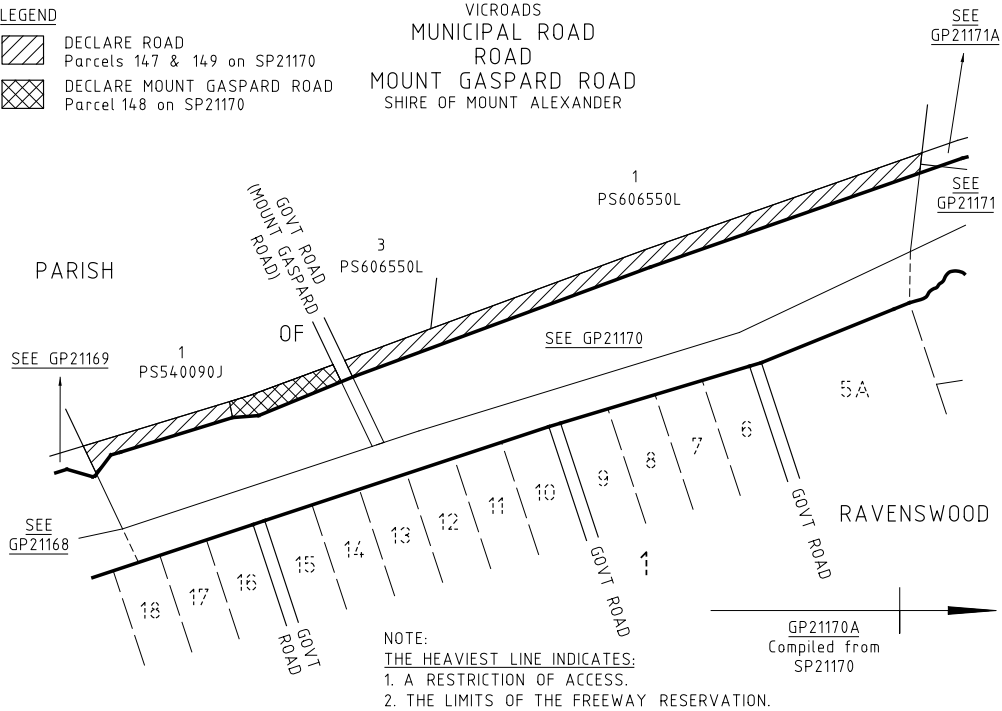 LEGEND
DECLARE ROAD
Parcels 147 & 149 on SP21170
DECLARE MOUNT GASPARD ROAD
Parcel 148 on SP21170
VICROADS
MUNICIPAL ROAD
ROAD
MOUNT GASPARD ROAD
SHIRE OF MOUNT ALEXANDER
SEE
GP21171A
1
PS606550L
SEE
GP21171
GOVT ROAD
(MOUNT GASPARD
ROAD)
3
PS606550L
PARISH
OF
SEE GP21169
1
PS540090J
SEE GP21170
5A
6
7
8
9
10
11
12
13
14
15
16
17
18
SEE
GP21168
GOVT ROAD
RAVENSWOOD
GOVT ROAD
1
GOVT
ROAD
GP21170A
Compiled from
SP21170
NOTE:
THE HEAVIEST LINE INDICATES:
1. A RESTRICTION OF ACCESS.
2. THE LIMITS OF THE FREEWAY RESERVATION.